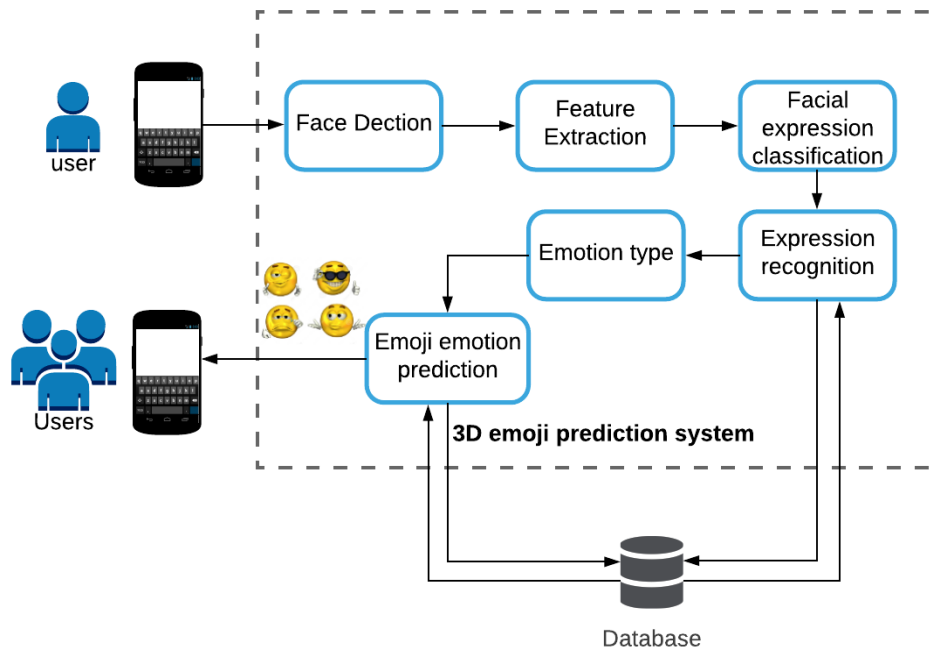 user
Face Dection
Feature
Extraction
Facial
expression
classification
Expression
recognition
Emotion type
Emoji emotion
prediction
Users
3D emoji prediction system
Database